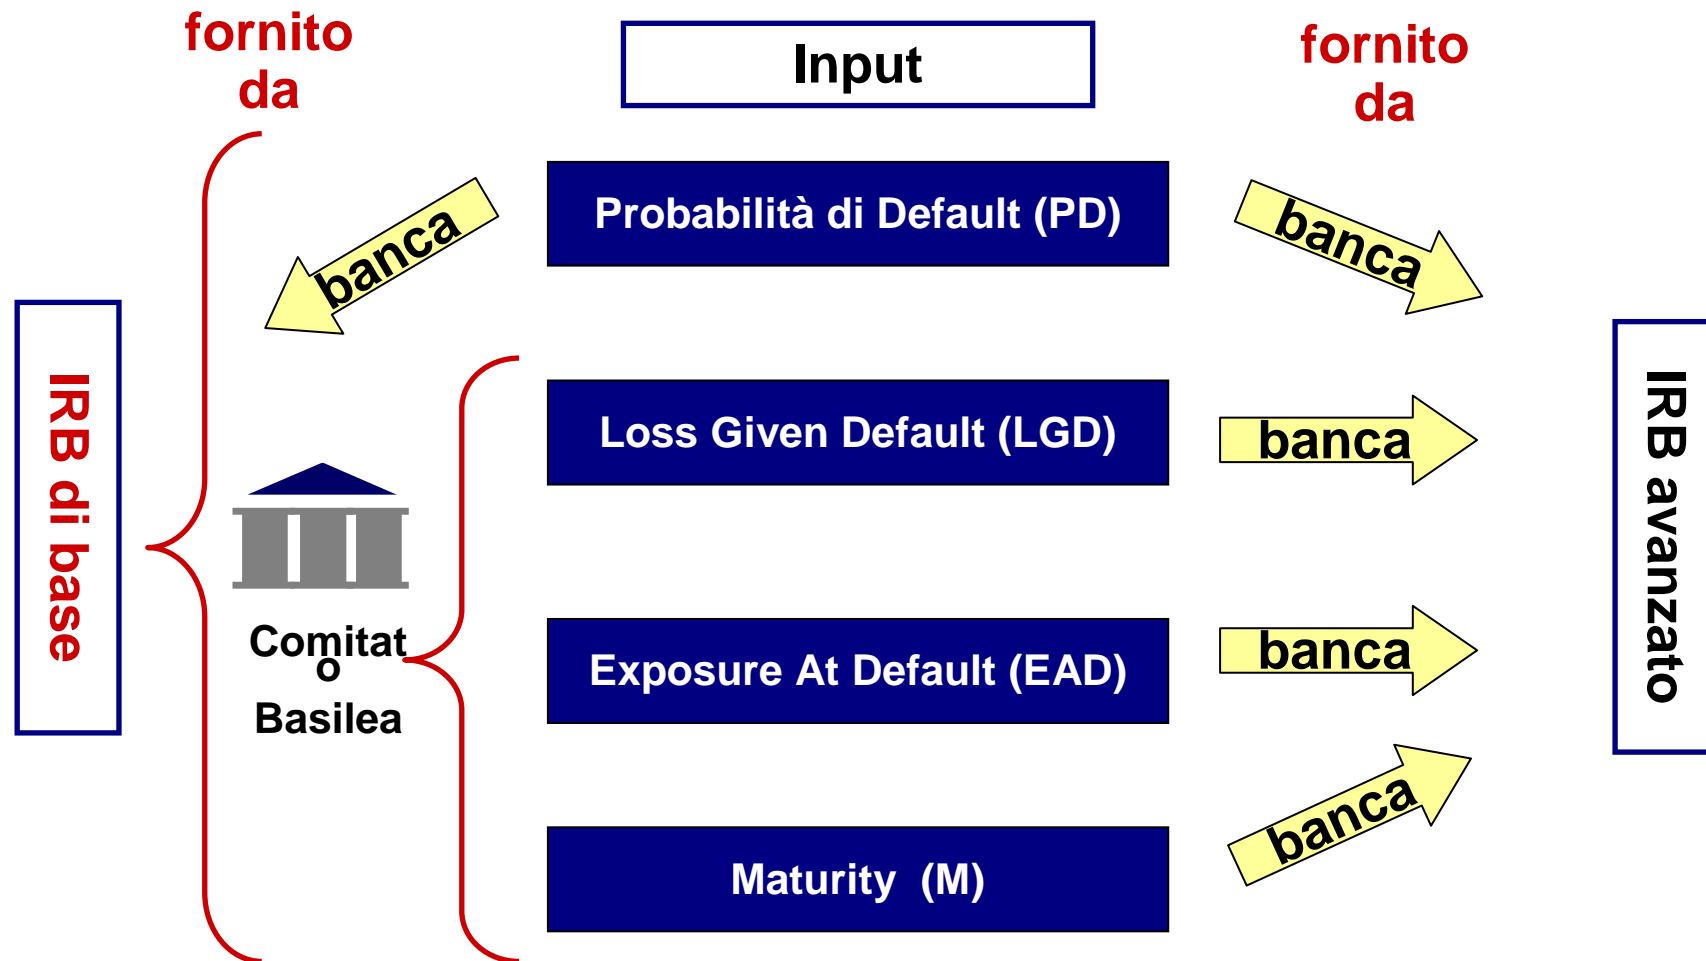 fornito
da
Input
fornito
da
banca
Probabilità di Default (PD)
banca
IRB di base
Loss Given Default (LGD)
banca
IRB avanzato
Comitat
o
Basilea
Exposure At Default (EAD)
banca
Maturity (M)
banca